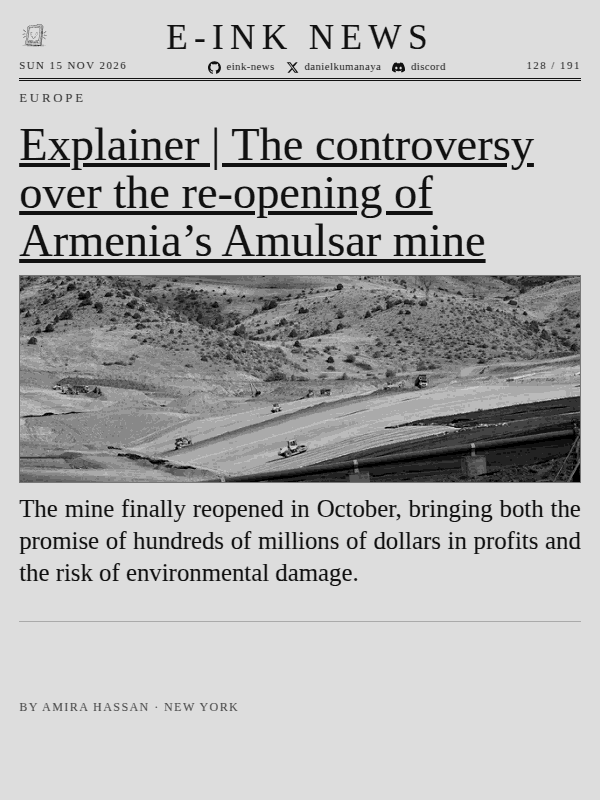 E-INK NEWS
SUN 15 NOV 2026
eink-news
danielkumanaya
discord
128 / 191
EUROPE
Explainer | The controversy
over the re-opening of
Armenia’s Amulsar mine
The mine finally reopened in October, bringing both the
promise of hundreds of millions of dollars in profits and
the risk of environmental damage.
BY AMIRA HASSAN · NEW YORK